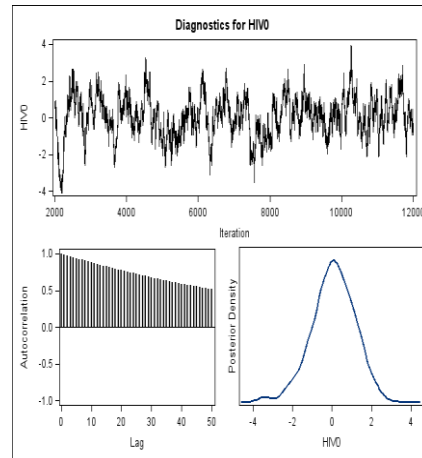 Diagnostics for HIV0
4
2
0
-2
-4
HIV0
2000 4000 6000 8000 10000 12000
Iteration
1.0
0.5
0.0
-0.5
-1.0
Autocorrelation
0 10 20 30 40 50
Lag
Posterior Density
-4 -2 0 2 4
HIV0